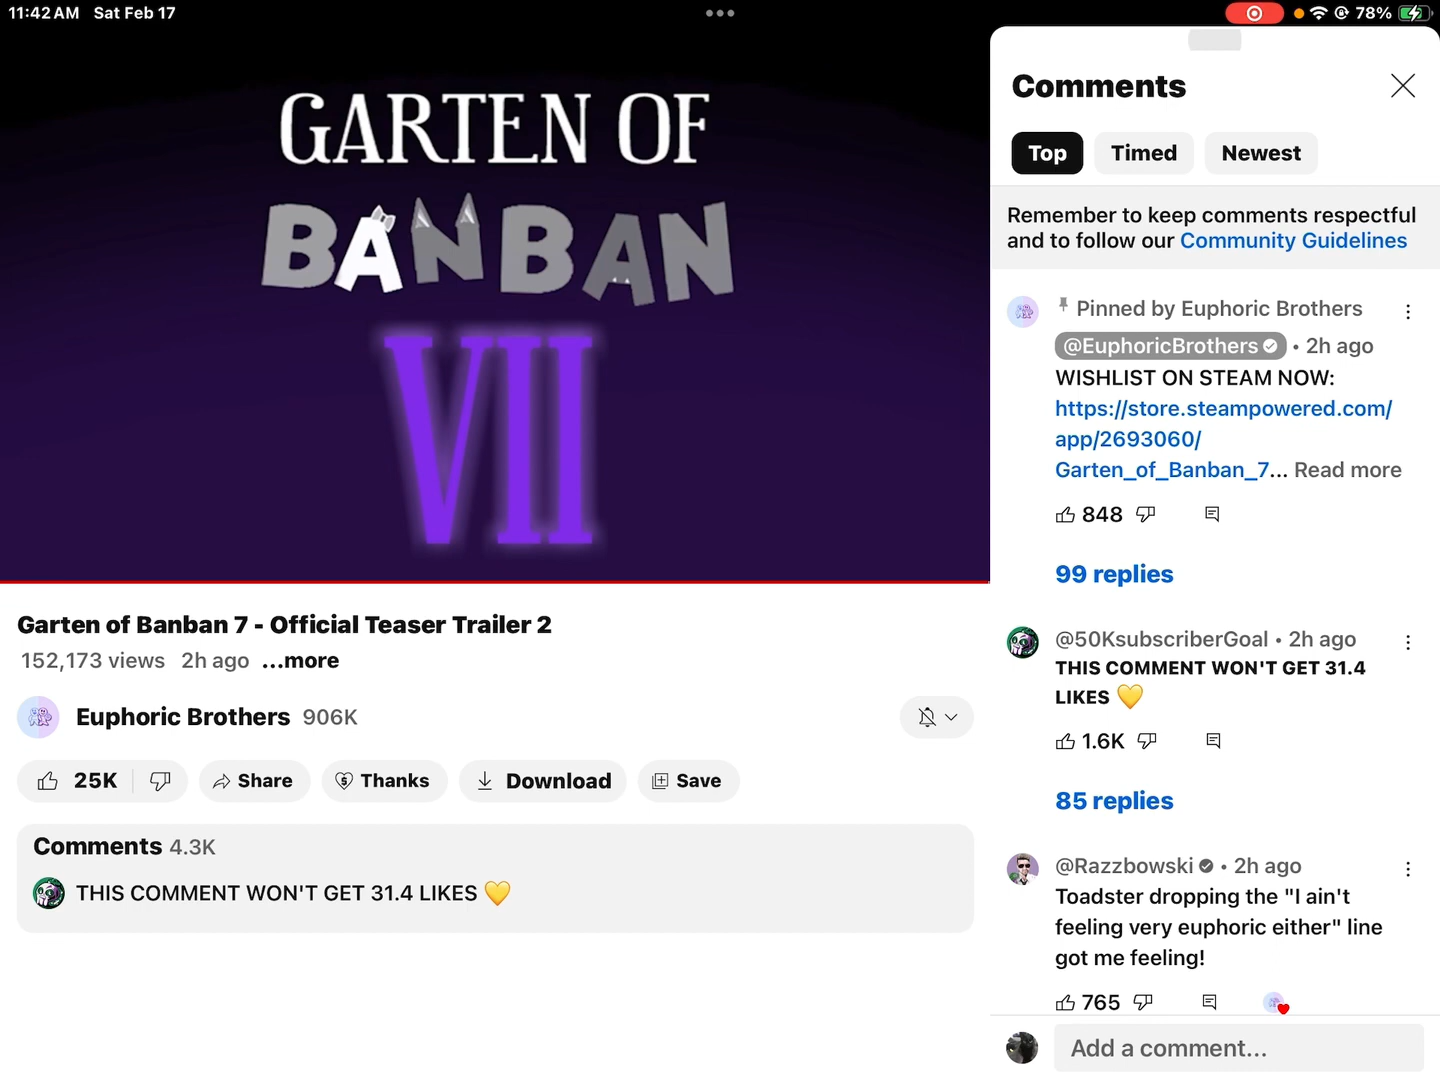 11:42 AM Sat Feb 17
78%
GARTEN OF
BANBAN
VII
Garten of Banban 7 - Official Teaser Trailer 2
152,173 views 2h ago ...more
Euphoric Brothers 906K
25K
Share
Thanks
Download
Save
Comments 4.3K
THIS COMMENT WON'T GET 31.4 LIKES 💛
Comments
Top
Timed
Newest
Remember to keep comments respectful
and to follow our Community Guidelines
Pinned by Euphoric Brothers
@EuphoricBrothers • 2h ago
WISHLIST ON STEAM NOW:
https://store.steampowered.com/
app/2693060/
Garten_of_Banban_7... Read more
848
99 replies
@50KsubscriberGoal • 2h ago
THIS COMMENT WON'T GET 31.4
LIKES 💛
1.6K
85 replies
@Razzbowski • 2h ago
Toadster dropping the "I ain't
feeling very euphoric either" line
got me feeling!
765
Add a comment...